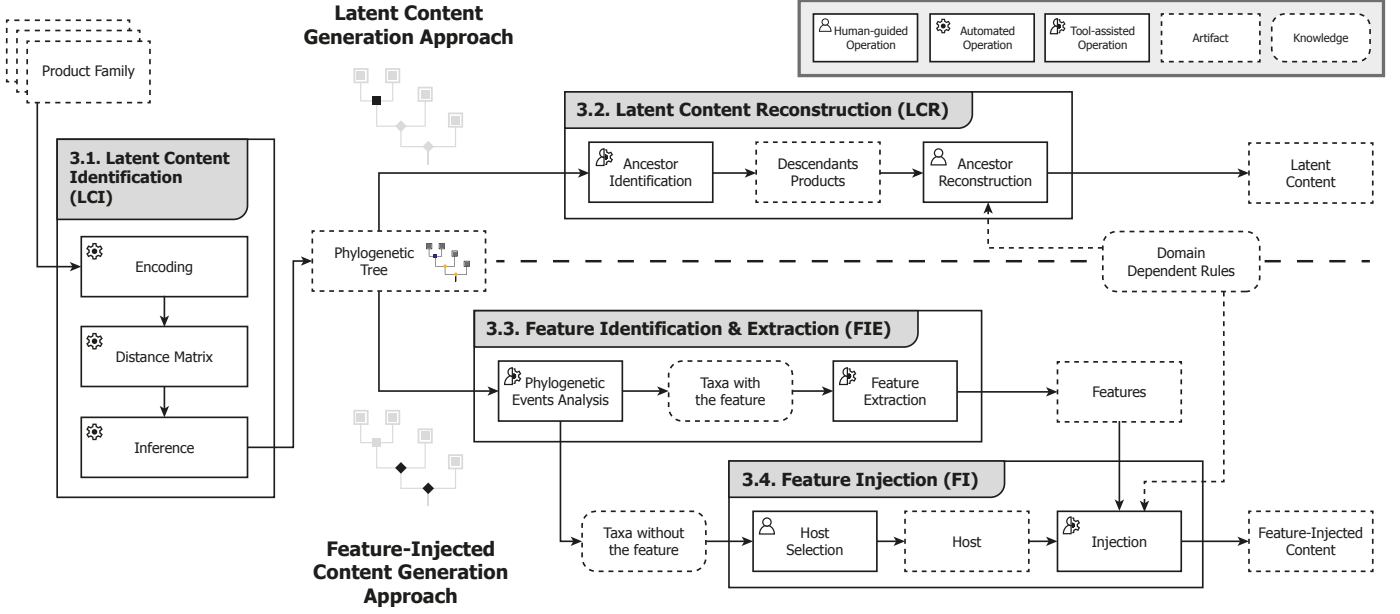 Latent Content
Generation Approach
Human-guided
Operation
Automated
Operation
Tool-assisted
Operation
Artifact
Knowledge
Product Family
3.1. Latent Content
Identification
(LCI)
Encoding
Distance Matrix
Inference
Phylogenetic
Tree
3.2. Latent Content Reconstruction (LCR)
Ancestor
Identification
Descendants
Products
Ancestor
Reconstruction
Latent
Content
Domain
Dependent Rules
3.3. Feature Identification & Extraction (FIE)
Phylogenetic
Events Analysis
Taxa with
the feature
Feature
Extraction
Features
3.4. Feature Injection (FI)
Taxa without
the feature
Host
Selection
Host
Injection
Feature-Injected
Content
Feature-Injected
Content Generation
Approach